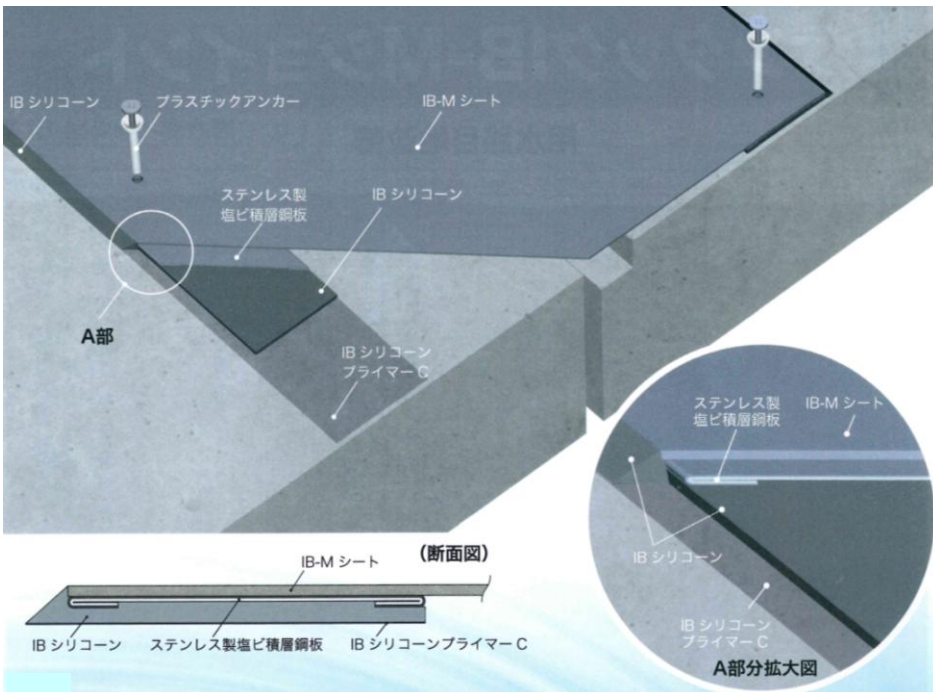 IB シリコーン
プラスチックアンカー
IB-M シート
ステンレス製
塩ビ積層鋼板
IB シリコーン
A部
IB シリコーン
プライマー C
ステンレス製
塩ビ積層鋼板
IB-M シート
IB シリコーン
IB シリコーン
プライマー C
A部分拡大図
(断面図)
IB-M シート
IB シリコーン
ステンレス製塩ビ積層鋼板
IB シリコーンプライマー C